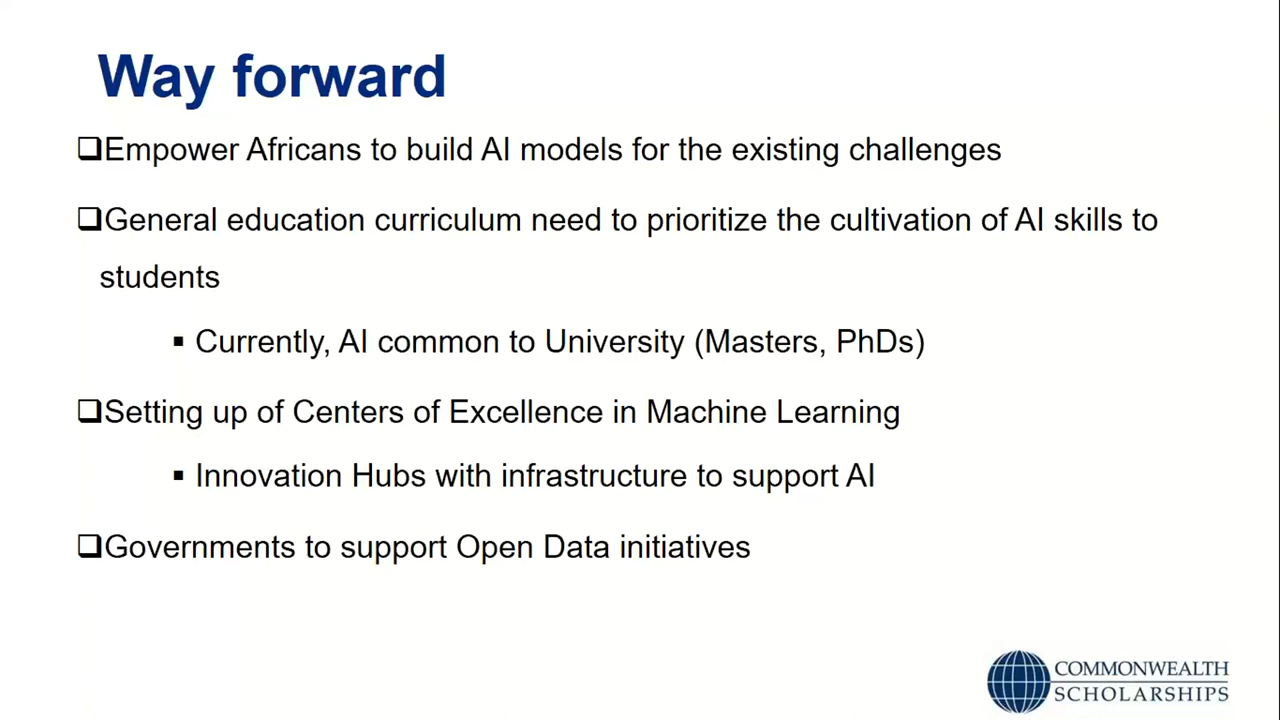 Way forward
❑Empower Africans to build AI models for the existing challenges
❑General education curriculum need to prioritize the cultivation of AI skills to
students
▪ Currently, AI common to University (Masters, PhDs)
❑Setting up of Centers of Excellence in Machine Learning
▪ Innovation Hubs with infrastructure to support AI
❑Governments to support Open Data initiatives
COMMONWEALTH
SCHOLARSHIPS